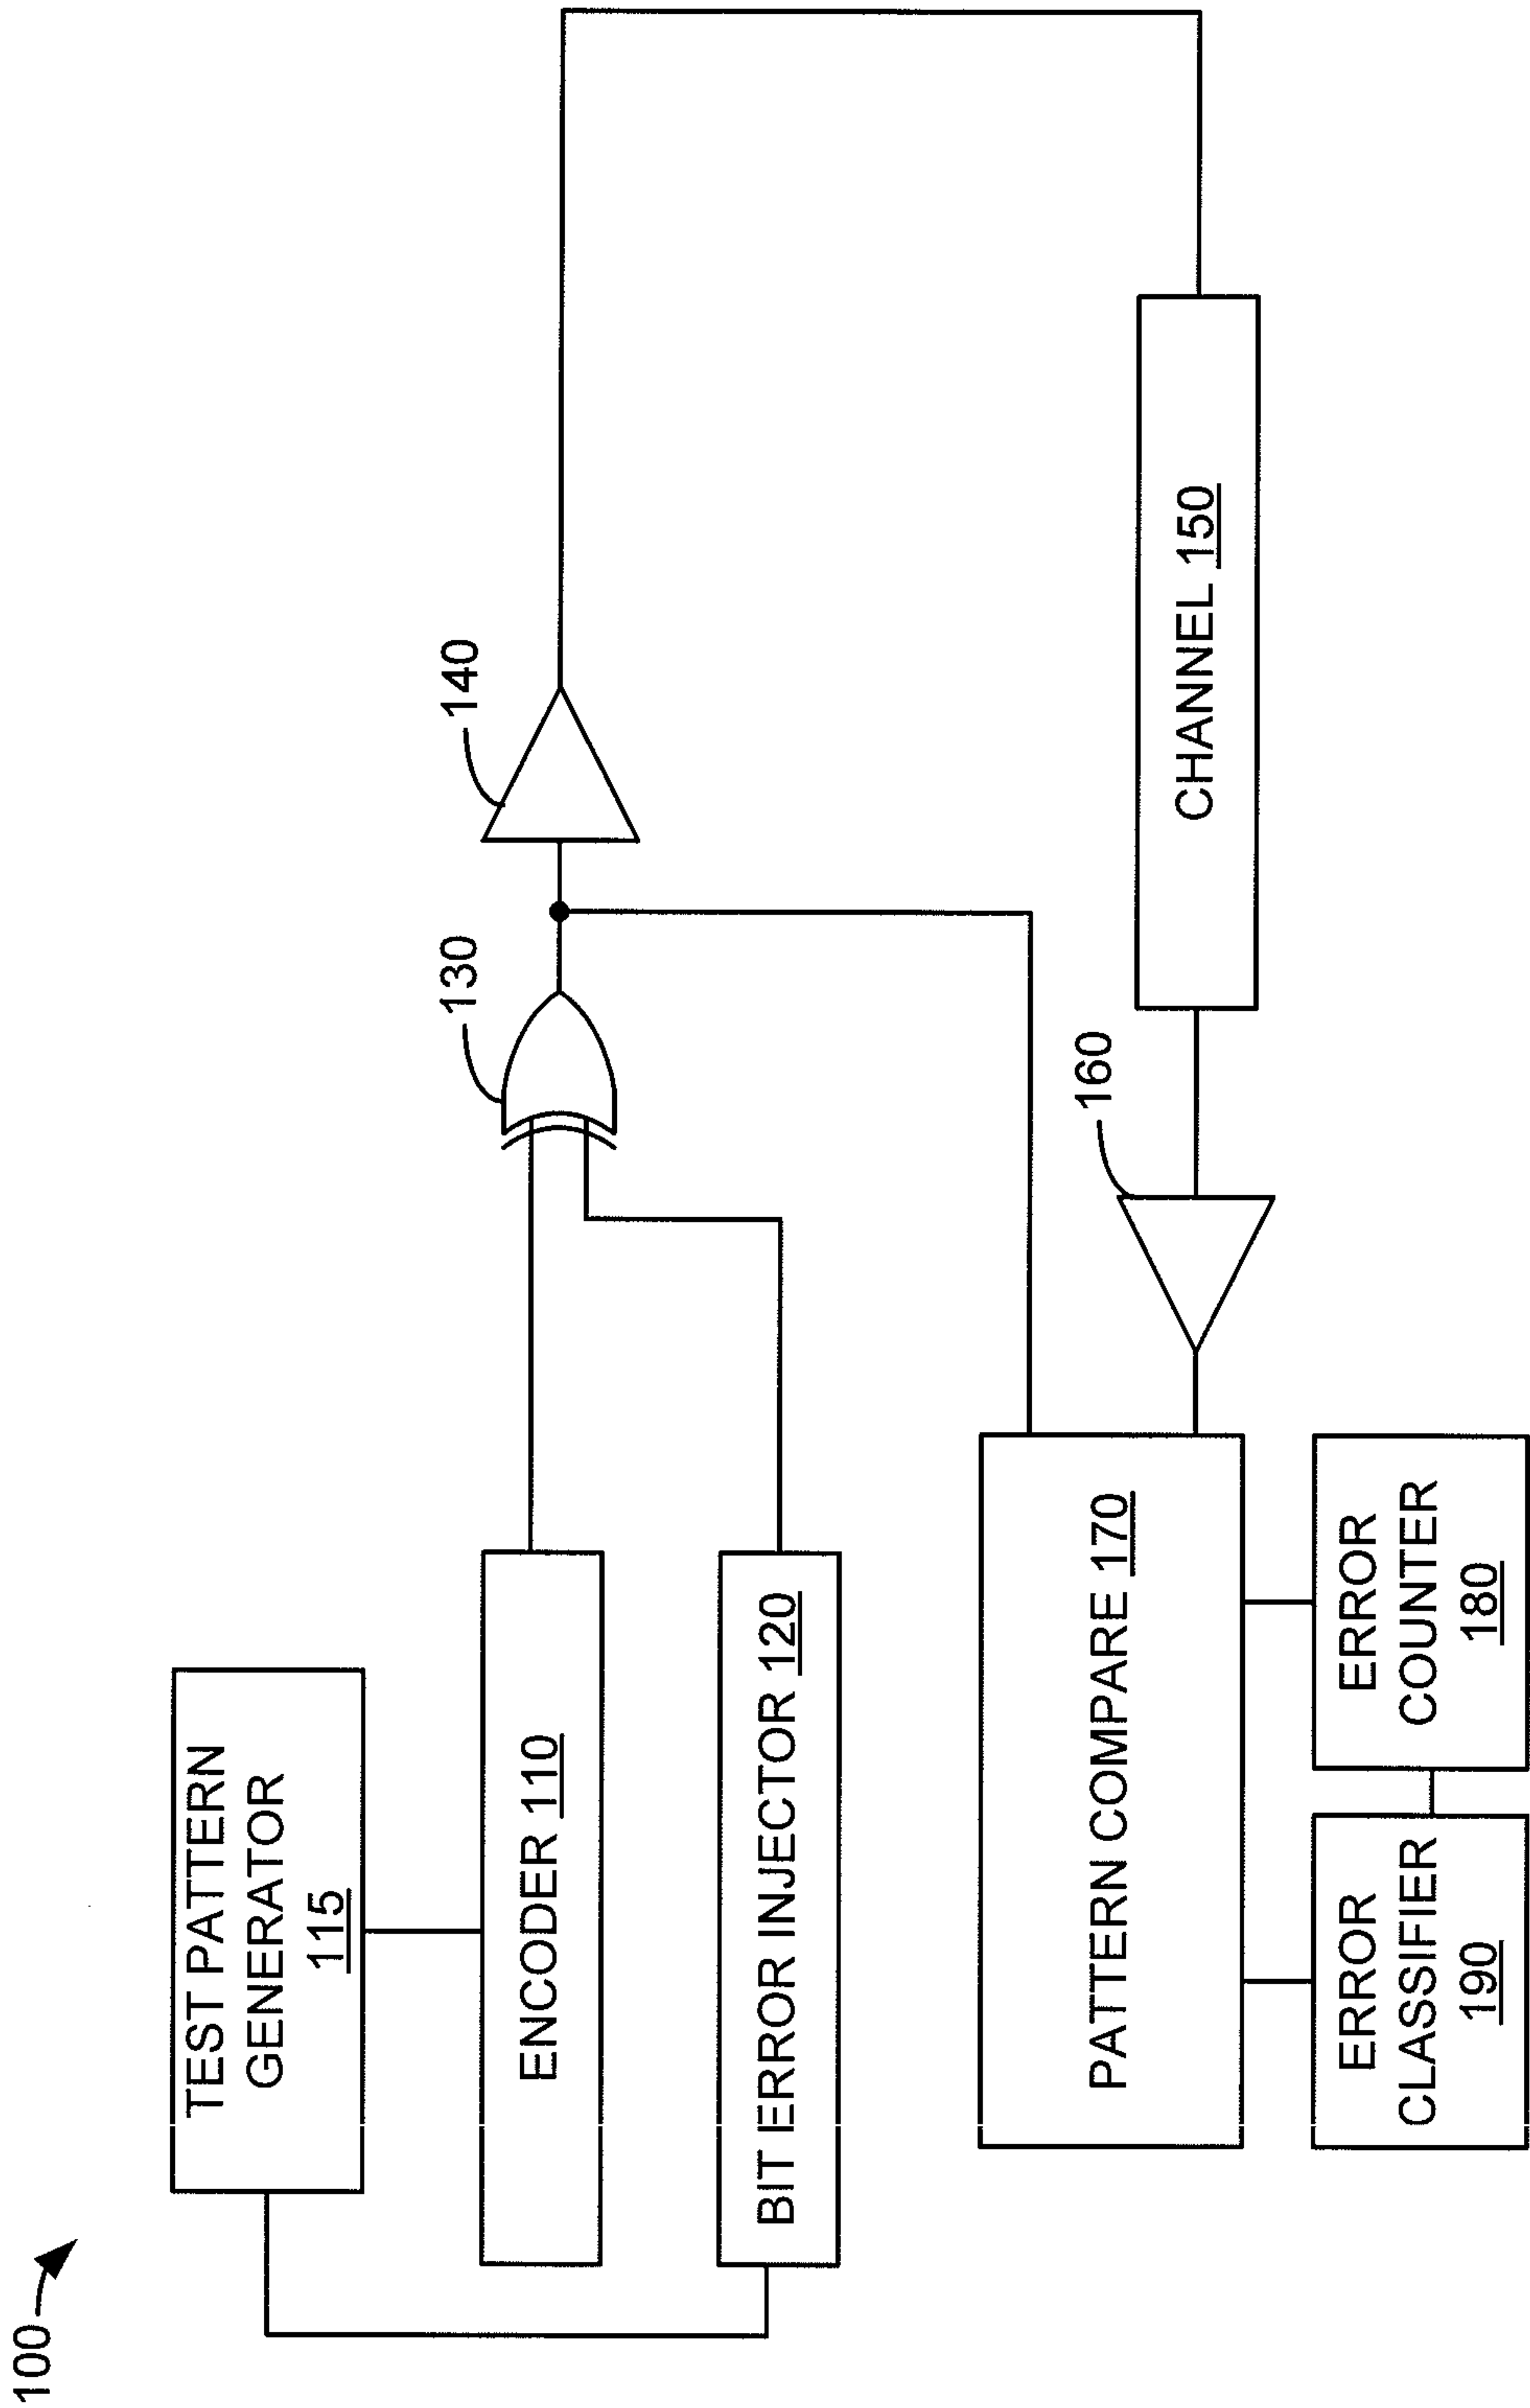 100
TEST PATTERN
GENERATOR
115
ENCODER 110
BIT ERROR INJECTOR 120
130
140
PATTERN COMPARE 170
160
CHANNEL 150
ERROR
CLASSIFIER
190
ERROR
COUNTER
180